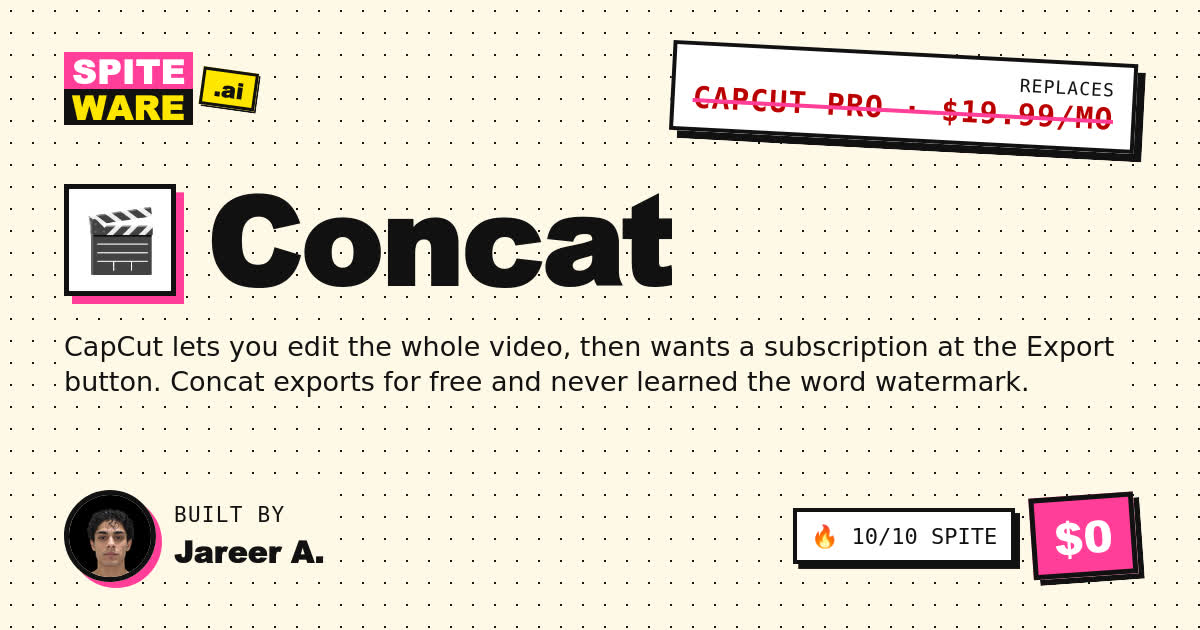 SPITE
WARE
.ai
REPLACES
CAPCUT PRO · $19.99/MO
Concat
CapCut lets you edit the whole video, then wants a subscription at the Export
button. Concat exports for free and never learned the word watermark.
BUILT BY
Jareer A.
🔥 10/10 SPITE
$0